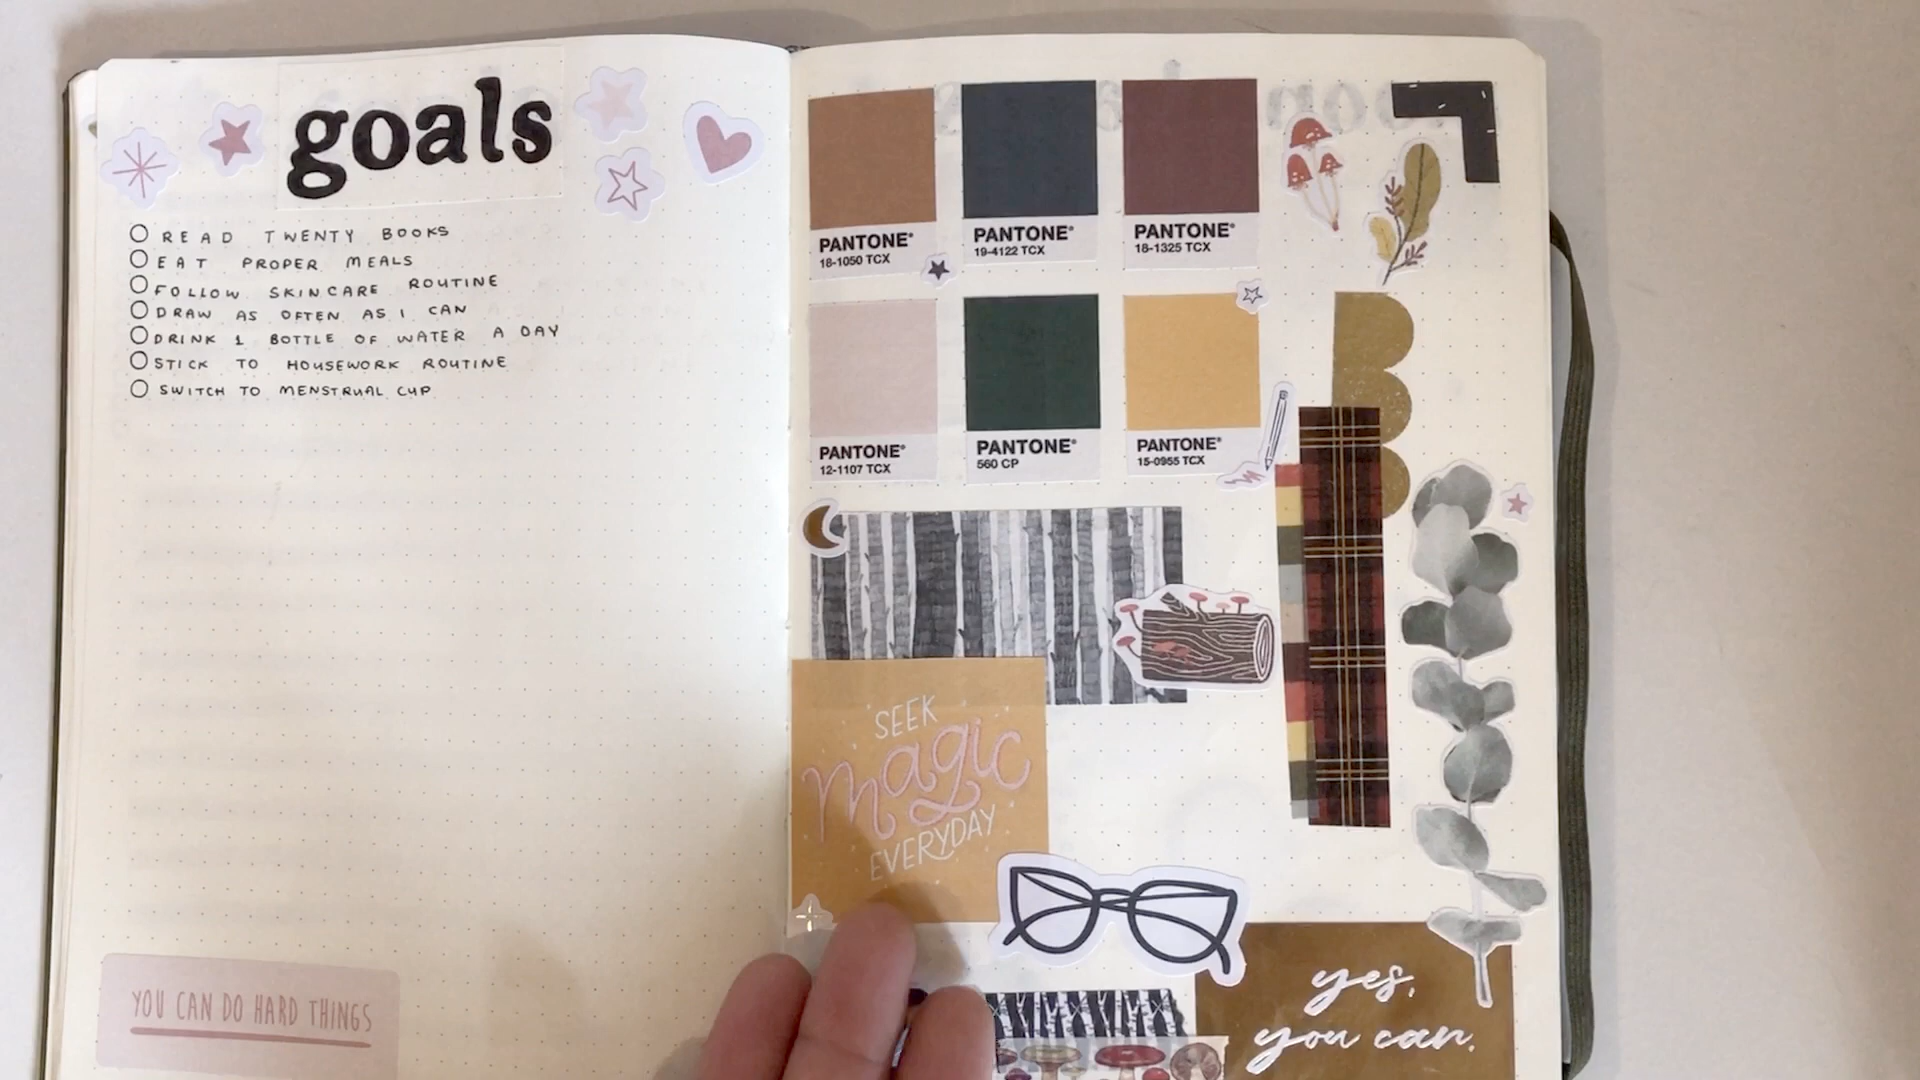 goals
READ TWENTY BOOKS
EAT PROPER MEALS
FOLLOW SKINCARE ROUTINE
DRAW AS OFTEN AS I CAN
DRINK 1 BOTTLE OF WATER A DAY
STICK TO HOUSEWORK ROUTINE
SWITCH TO MENSTRUAL CUP
YOU CAN DO HARD THINGS
PANTONE®
18-1050 TCX
PANTONE®
19-4122 TCX
PANTONE®
18-1325 TCX
PANTONE®
12-1107 TCX
PANTONE®
560 CP
PANTONE®
15-0955 TCX
SEEK
magic
EVERYDAY
yes,
you can.